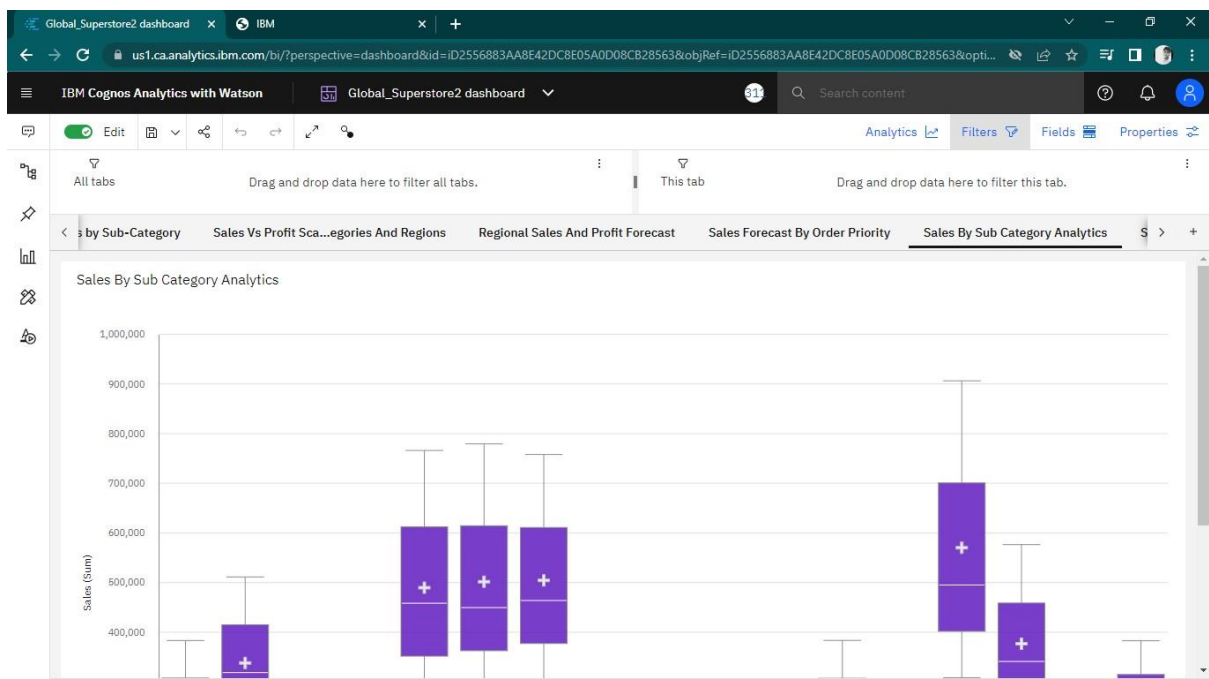 Global_Superstore2 dashboard
IBM
us1.ca.analytics.ibm.com/bi/?perspective=dashboard&id=iD2556883AA8E42DC8E05A0D08CB28563&objRef=iD2556883AA8E42DC8E05A0D08CB28563&opti...
IBM Cognos Analytics with Watson
Global_Superstore2 dashboard
Search content
Edit
Analytics
Filters
Fields
Properties
All tabs
Drag and drop data here to filter all tabs.
This tab
Drag and drop data here to filter this tab.
s by Sub-Category
Sales Vs Profit Sca...egories And Regions
Regional Sales And Profit Forecast
Sales Forecast By Order Priority
Sales By Sub Category Analytics
S
Sales By Sub Category Analytics
1,000,000
900,000
800,000
700,000
600,000
500,000
400,000
Sales (Sum)